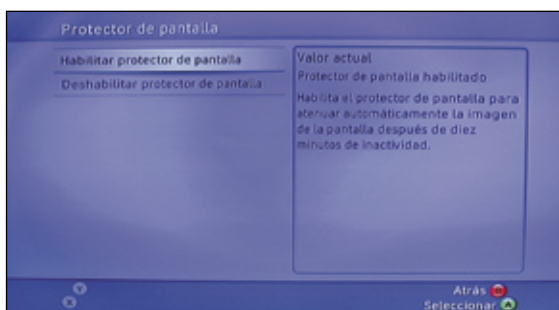 Protector de pantalla
Habilitar protector de pantalla
Deshabilitar protector de pantalla
Valor actual
Protector de pantalla habilitado
Habilita el protector de pantalla para
atenuar automáticamente la imagen
de la pantalla después de diez
minutos de inactividad.
Y
X
Atrás B
Seleccionar A